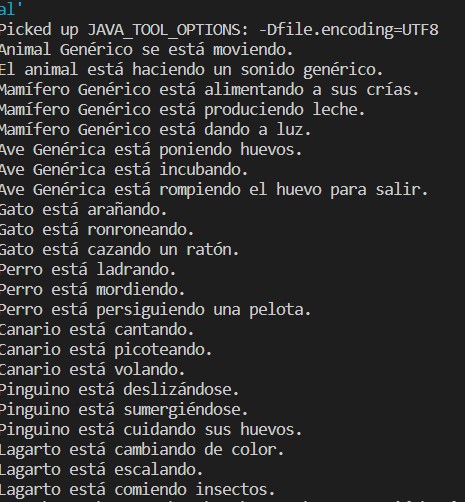 al'
Picked up JAVA_TOOL_OPTIONS: -Dfile.encoding=UTF8
Animal Genérico se está moviendo.
El animal está haciendo un sonido genérico.
Mamífero Genérico está alimentando a sus crías.
Mamífero Genérico está produciendo leche.
Mamífero Genérico está dando a luz.
Ave Genérica está poniendo huevos.
Ave Genérica está incubando.
Ave Genérica está rompiendo el huevo para salir.
Gato está arañando.
Gato está ronroneando.
Gato está cazando un ratón.
Perro está ladrando.
Perro está mordiendo.
Perro está persiguiendo una pelota.
Canario está cantando.
Canario está picoteando.
Canario está volando.
Pinguino está deslizándose.
Pinguino está sumergiéndose.
Pinguino está cuidando sus huevos.
Lagarto está cambiando de color.
Lagarto está escalando.
Lagarto está comiendo insectos.